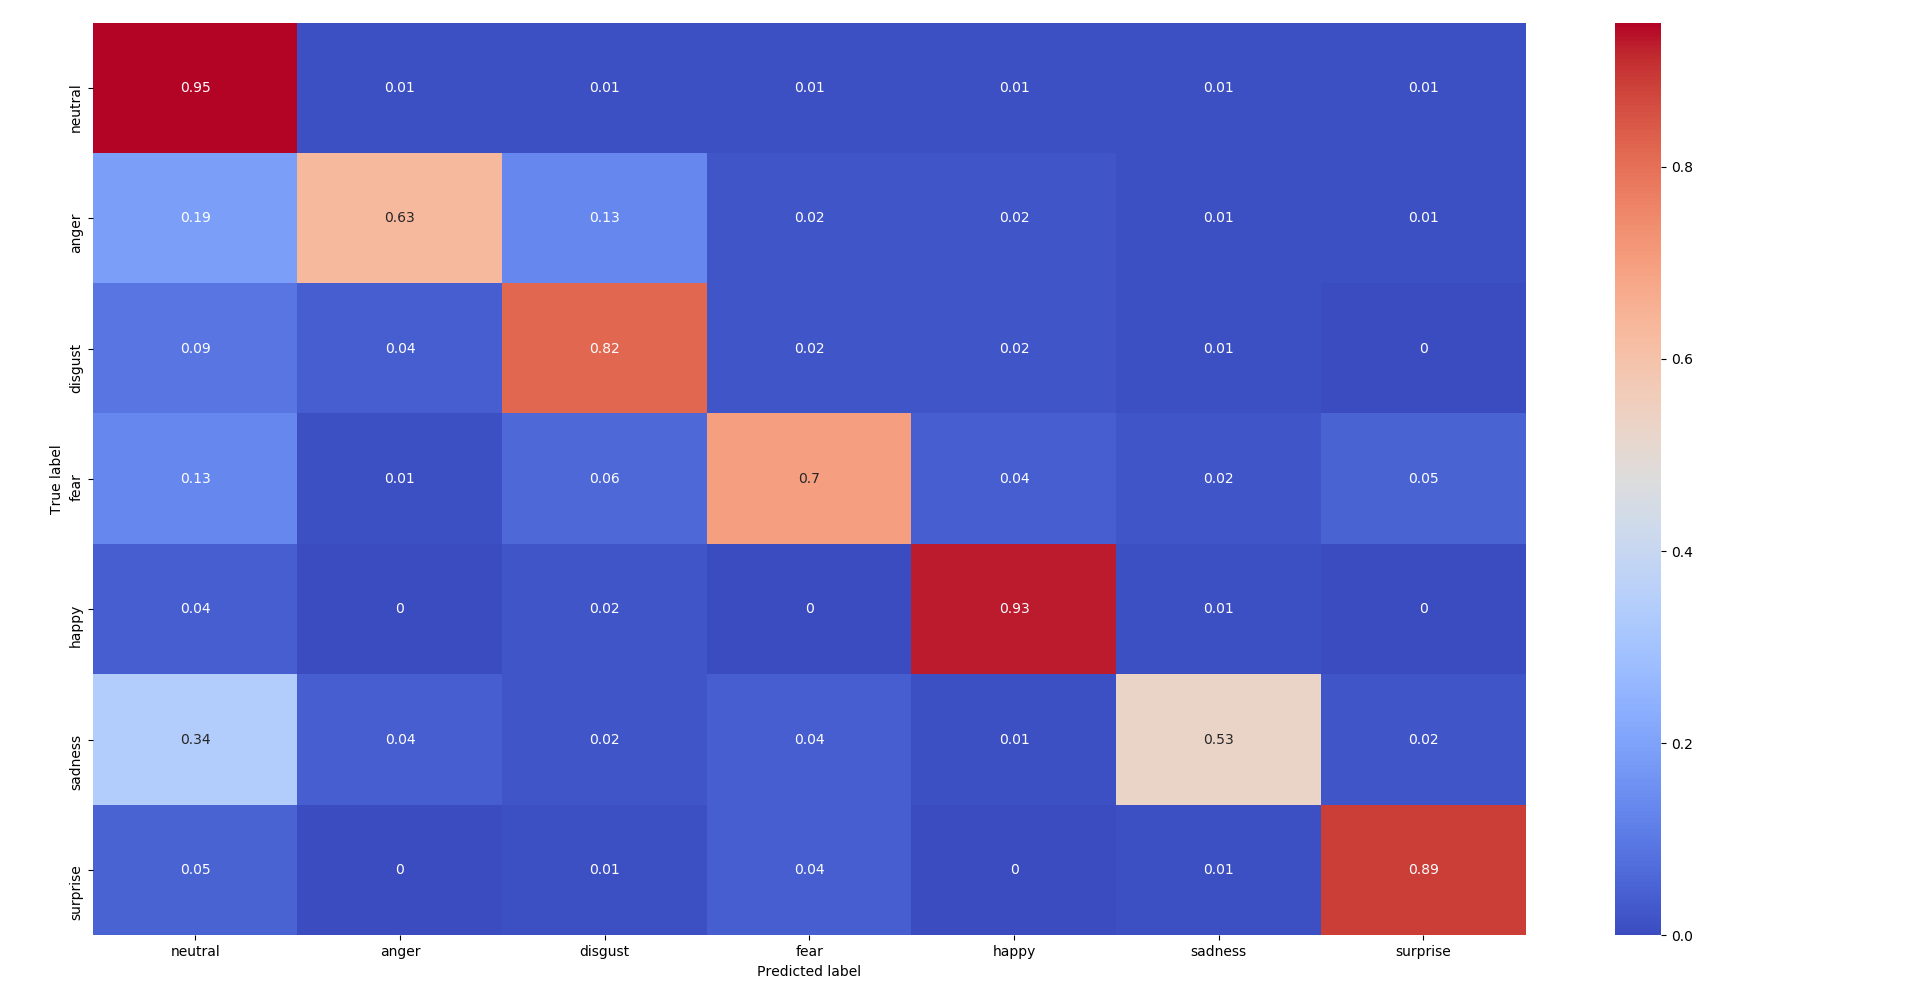 neutral 0.95 0.01 0.01 0.01 0.01 0.01 0.01
anger 0.19 0.63 0.13 0.02 0.02 0.01 0.01
disgust 0.09 0.04 0.82 0.02 0.02 0.01 0
fear 0.13 0.01 0.06 0.7 0.04 0.02 0.05
happy 0.04 0 0.02 0 0.93 0.01 0
sadness 0.34 0.04 0.02 0.04 0.01 0.53 0.02
surprise 0.05 0 0.01 0.04 0 0.01 0.89
True label
neutral anger disgust fear happy sadness surprise
Predicted label
0.8
0.6
0.4
0.2
0.0